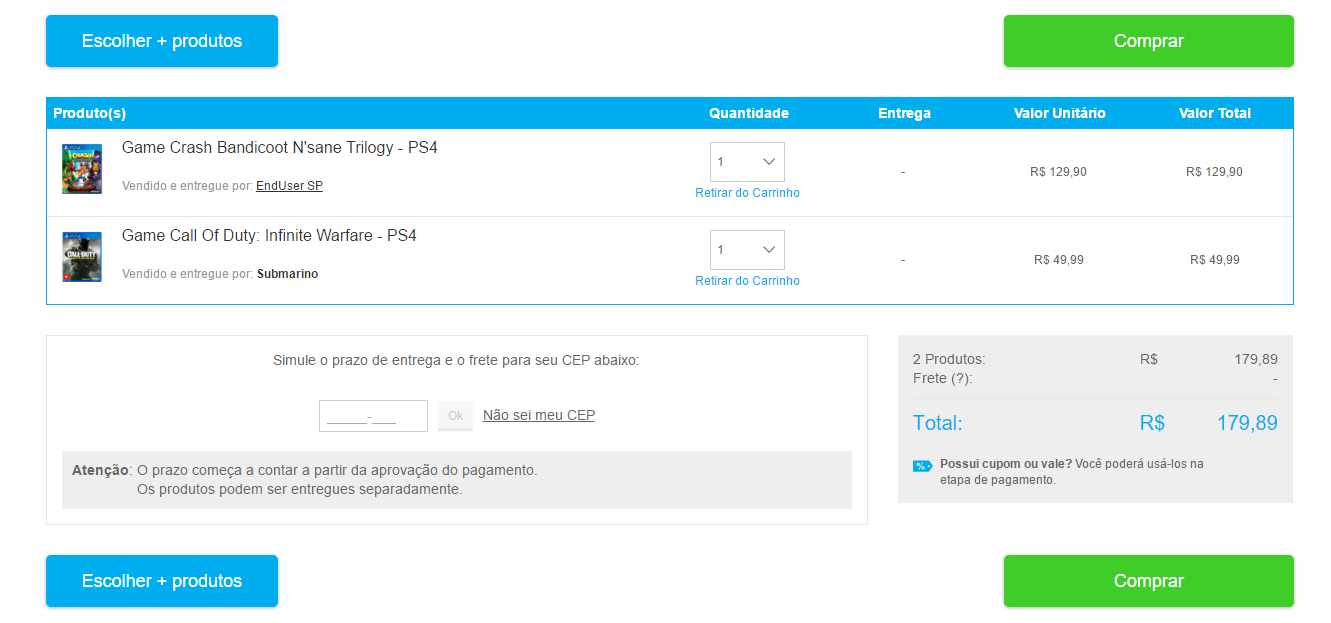 Escolher + produtos
Comprar
Produto(s) Quantidade Entrega Valor Unitário Valor Total
Game Crash Bandicoot N'sane Trilogy - PS4
Vendido e entregue por: EndUser SP
1
Retirar do Carrinho
-
R$ 129,90
R$ 129,90
Game Call Of Duty: Infinite Warfare - PS4
Vendido e entregue por: Submarino
1
Retirar do Carrinho
-
R$ 49,99
R$ 49,99
Simule o prazo de entrega e o frete para seu CEP abaixo:
_____-___
Ok
Não sei meu CEP
Atenção: O prazo começa a contar a partir da aprovação do pagamento.
Os produtos podem ser entregues separadamente.
2 Produtos: R$ 179,89
Frete (?): -
Total: R$ 179,89
%
Possui cupom ou vale? Você poderá usá-los na
etapa de pagamento.
Escolher + produtos
Comprar